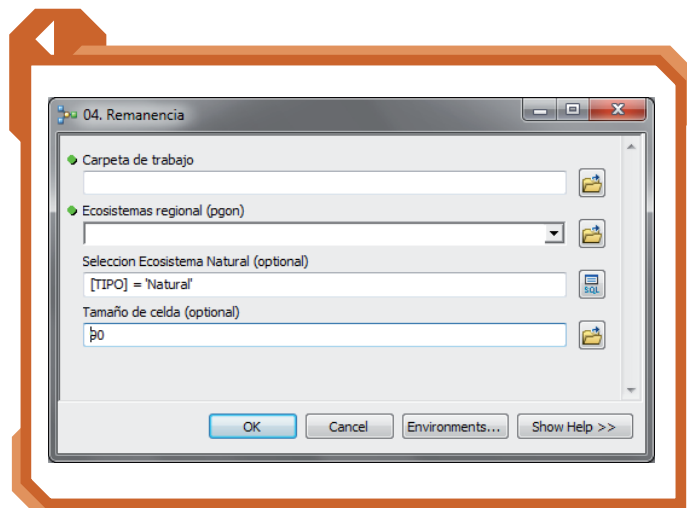 04. Remanencia
Carpeta de trabajo
Ecosistemas regional (pgon)
Seleccion Ecosistema Natural (optional)
[TIPO] = 'Natural'
SQL
Tamaño de celda (optional)
OK Cancel Environments... Show Help >>